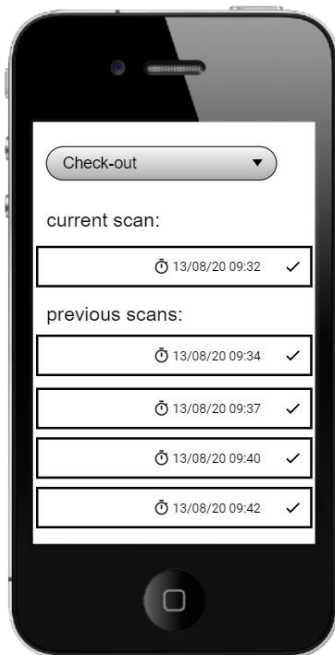 Check-out
current scan:
13/08/20 09:32
previous scans:
13/08/20 09:34
13/08/20 09:37
13/08/20 09:40
13/08/20 09:42